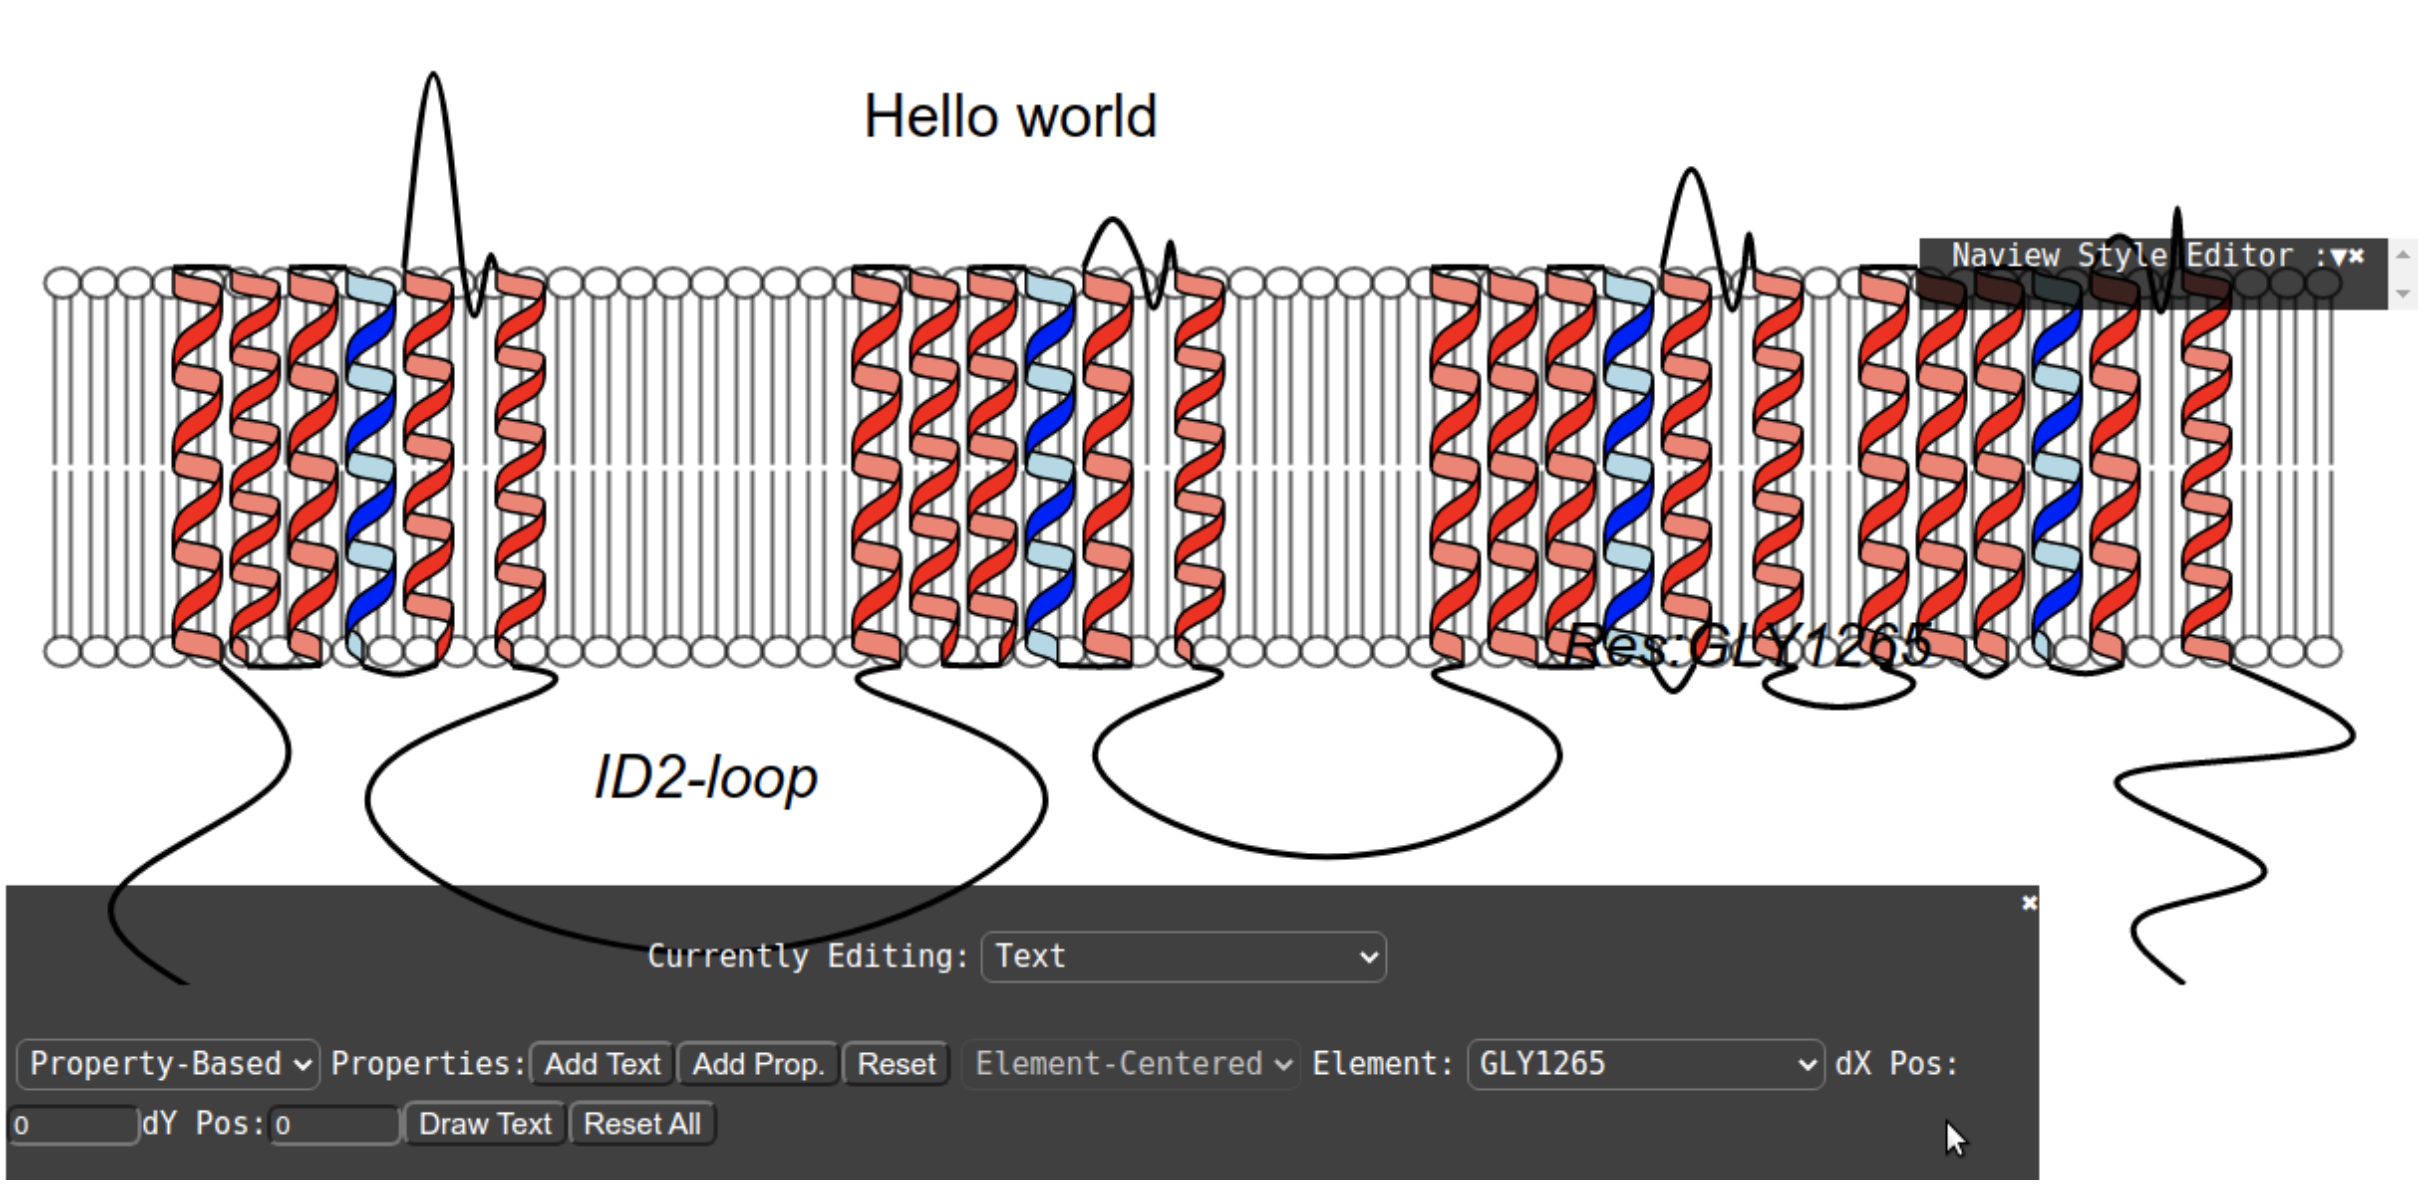 Hello world
Naview Style Editor :▼✖
Res:GLY1265
ID2-loop
✖
Currently Editing: Text
Property-Based Properties: Add Text Add Prop. Reset Element-Centered Element: GLY1265 dX Pos:
0 dY Pos: 0 Draw Text Reset All